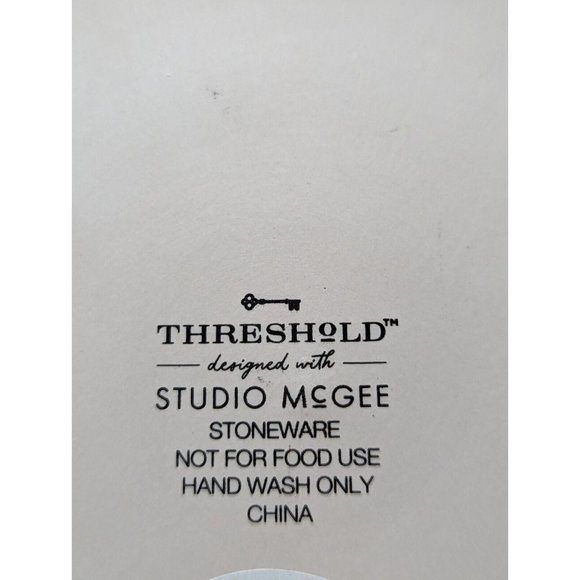 THRESHOLD™
designed with
STUDIO McGEE
STONEWARE
NOT FOR FOOD USE
HAND WASH ONLY
CHINA